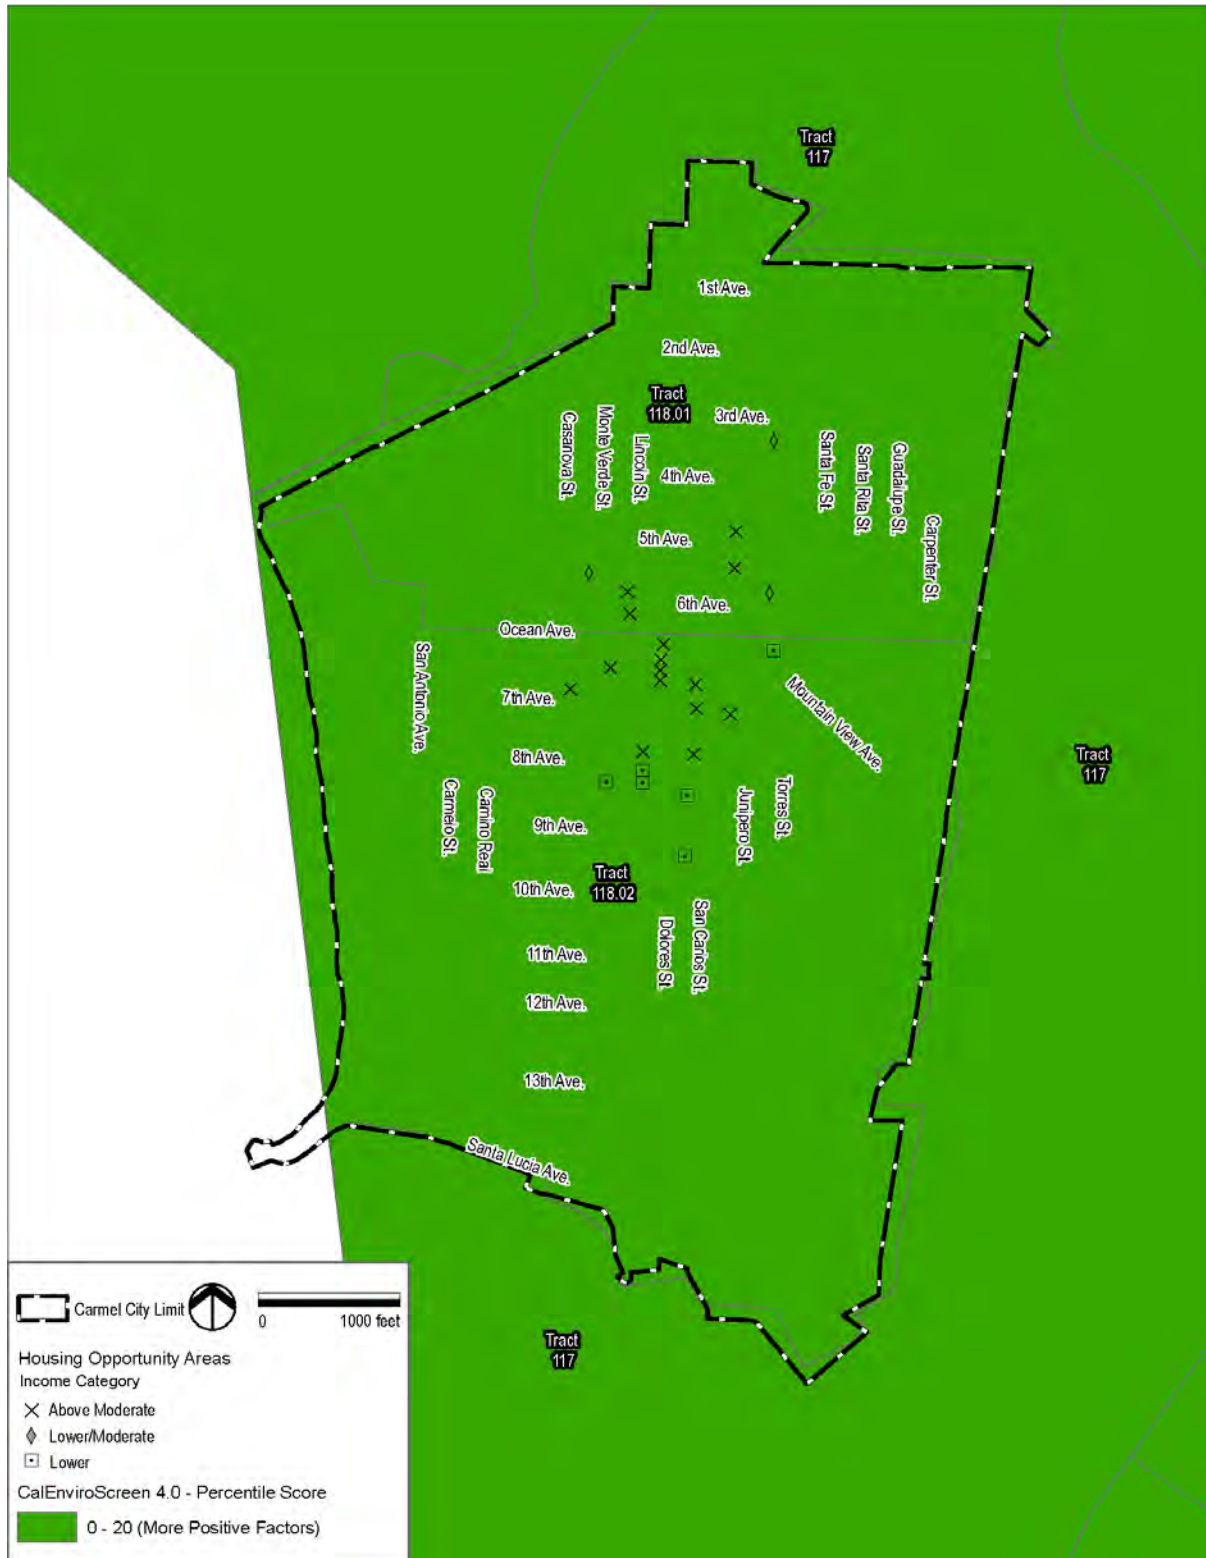 Tract
117
1st Ave.
2nd Ave.
Tract
118.01
3rd Ave.
Casanova St.
Monte Verde St.
Lincoln St.
4th Ave.
Santa Fe St.
Santa Rita St.
Guadalupe St.
Carpenter St.
5th Ave.
6th Ave.
Ocean Ave.
San Antonio Ave.
7th Ave.
Mountain View Ave.
8th Ave.
Tract
117
Carmelo St.
Camino Real
9th Ave.
Junipero St.
Torres St.
Tract
118.02
10th Ave.
Dolores St.
San Carlos St.
11th Ave.
12th Ave.
13th Ave.
Santa Lucia Ave.
Tract
117
Carmel City Limit
0 1000 feet
Housing Opportunity Areas
Income Category
Above Moderate
Lower/Moderate
Lower
CalEnviroScreen 4.0 - Percentile Score
0 - 20 (More Positive Factors)